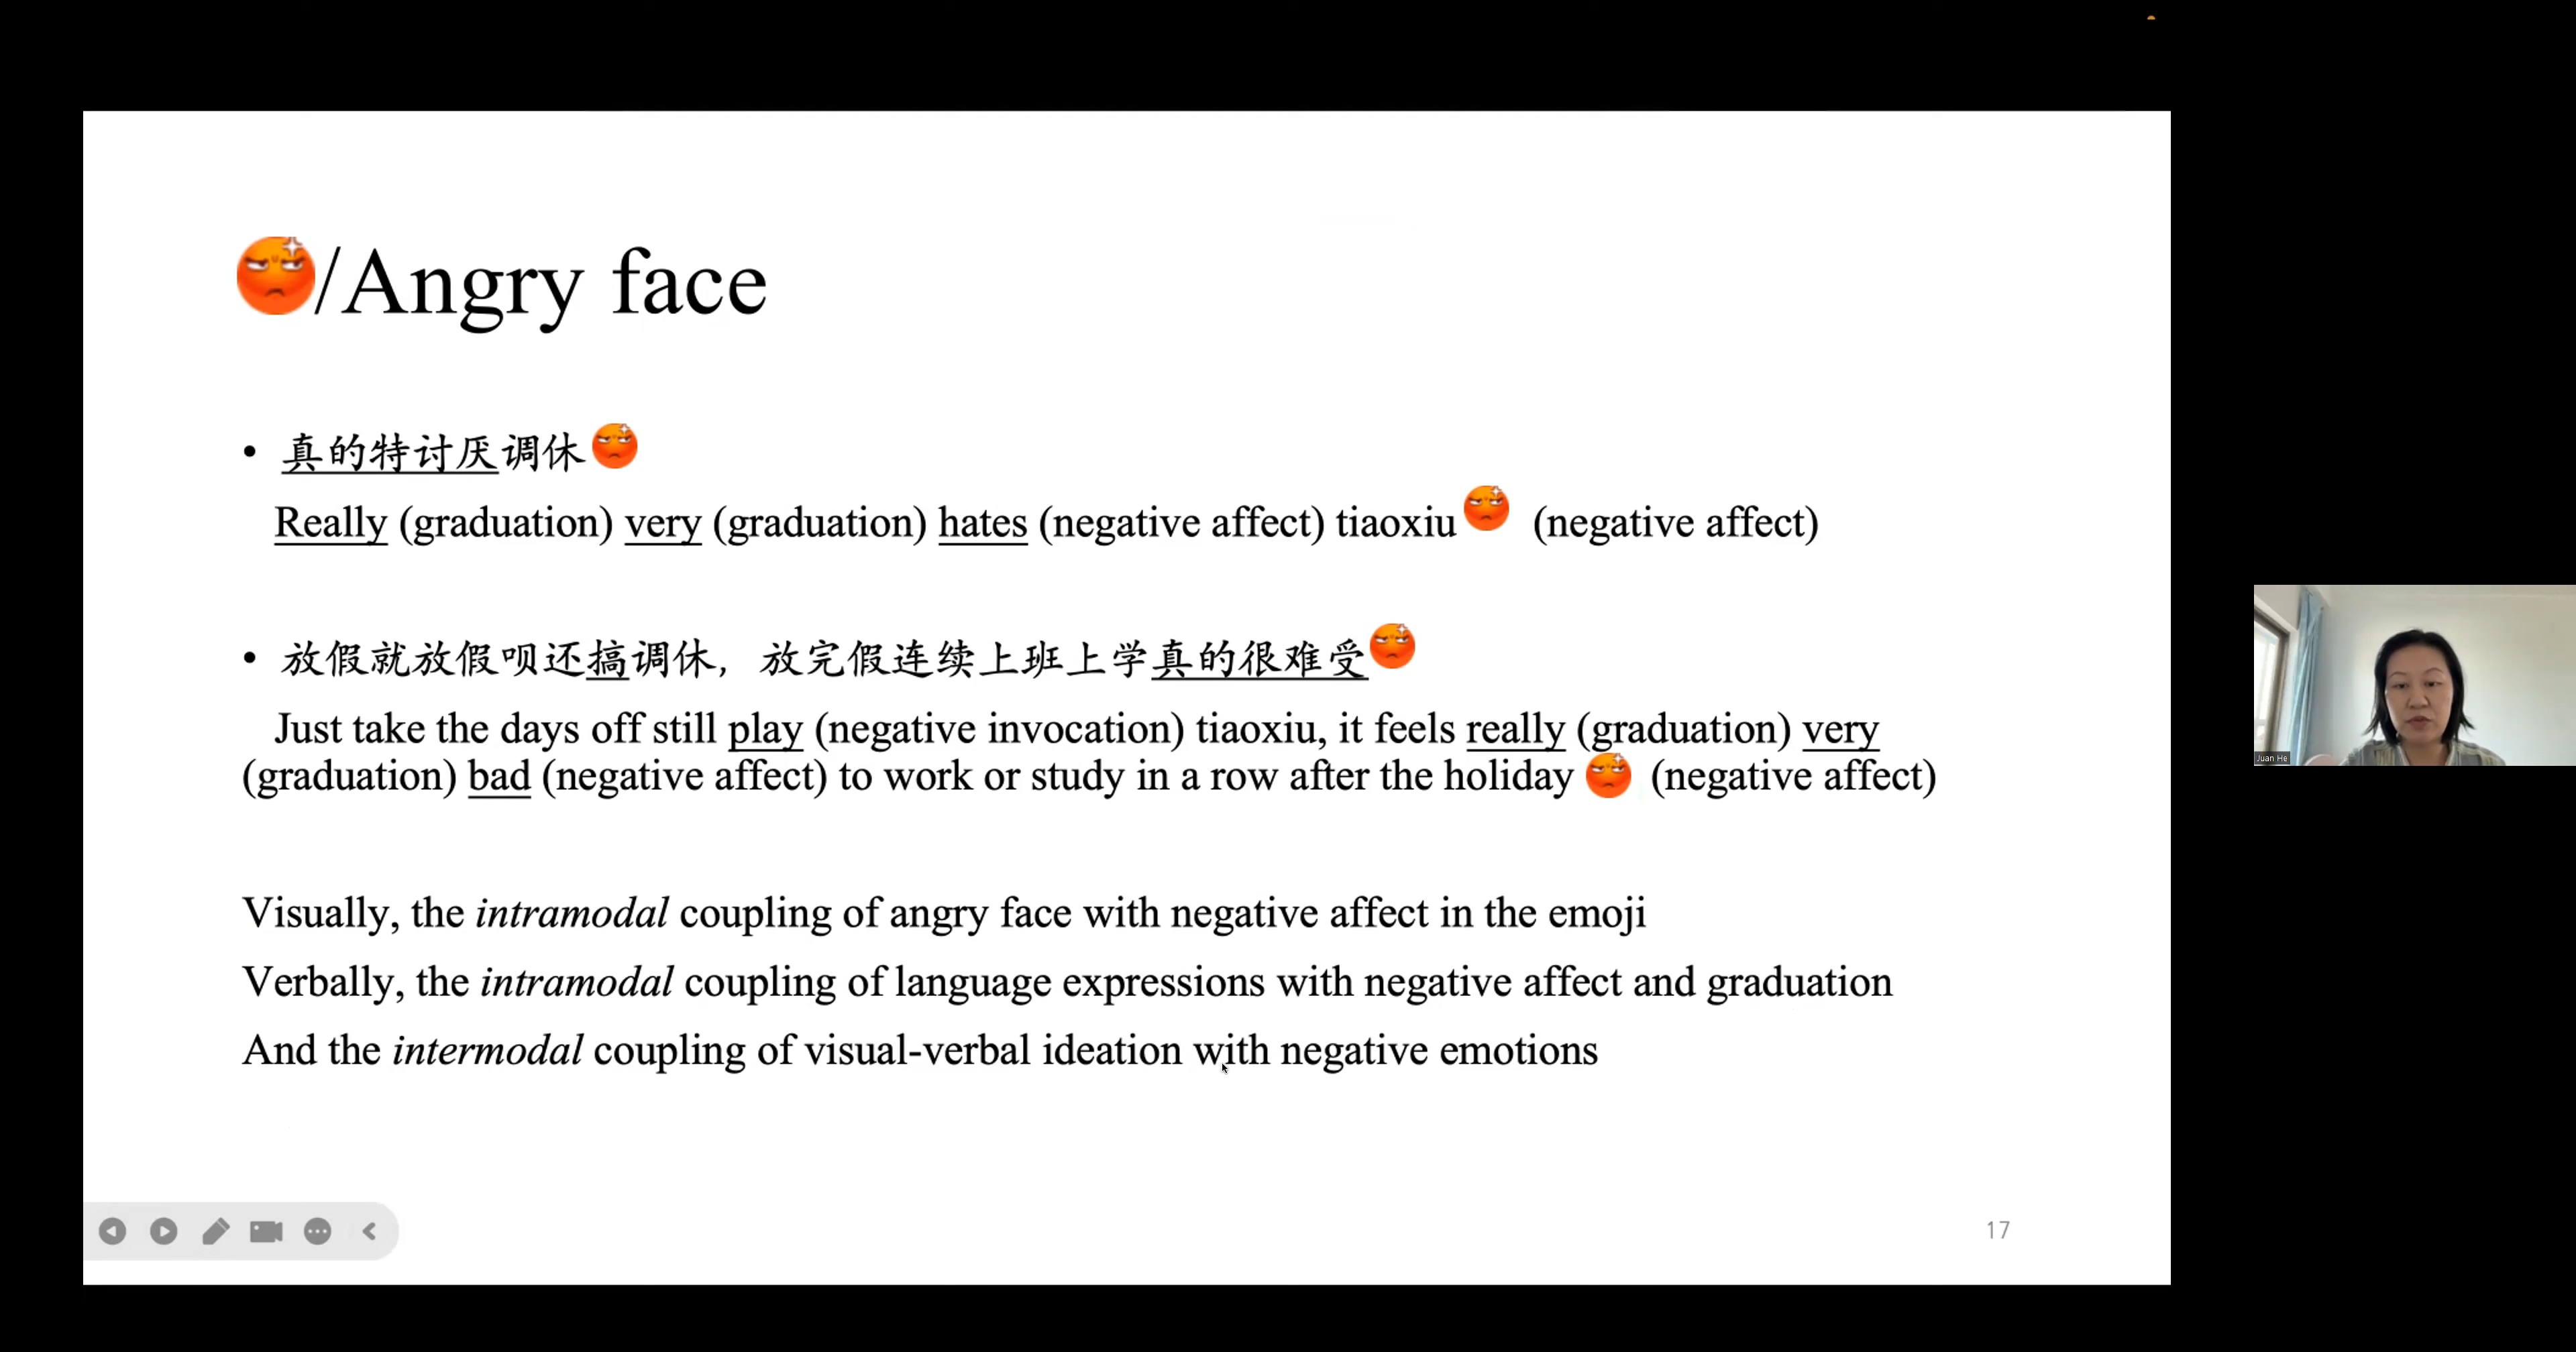 /Angry face
• 真的特讨厌调休
Really (graduation) very (graduation) hates (negative affect) tiaoxiu (negative affect)
• 放假就放假呗还搞调休，放完假连续上班上学真的很难受
Just take the days off still play (negative invocation) tiaoxiu, it feels really (graduation) very
(graduation) bad (negative affect) to work or study in a row after the holiday (negative affect)
Visually, the intramodal coupling of angry face with negative affect in the emoji
Verbally, the intramodal coupling of language expressions with negative affect and graduation
And the intermodal coupling of visual-verbal ideation with negative emotions
17
Juan He